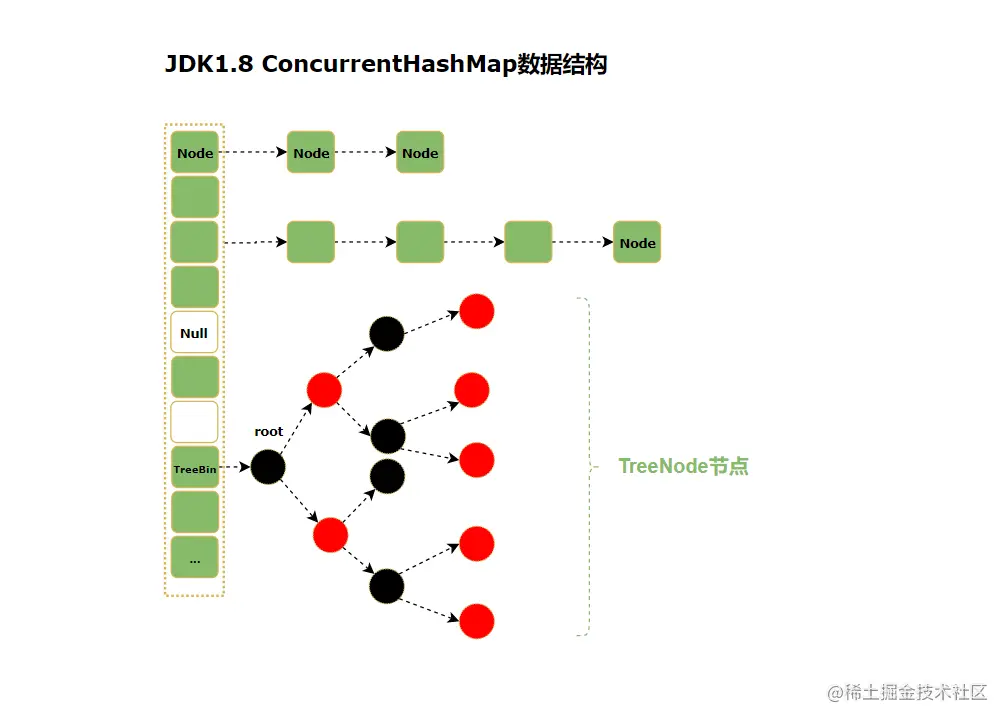 JDK1.8 ConcurrentHashMap数据结构
Node
Node
Node
Node
Null
root
TreeBin
TreeNode节点
...
@稀土掘金技术社区